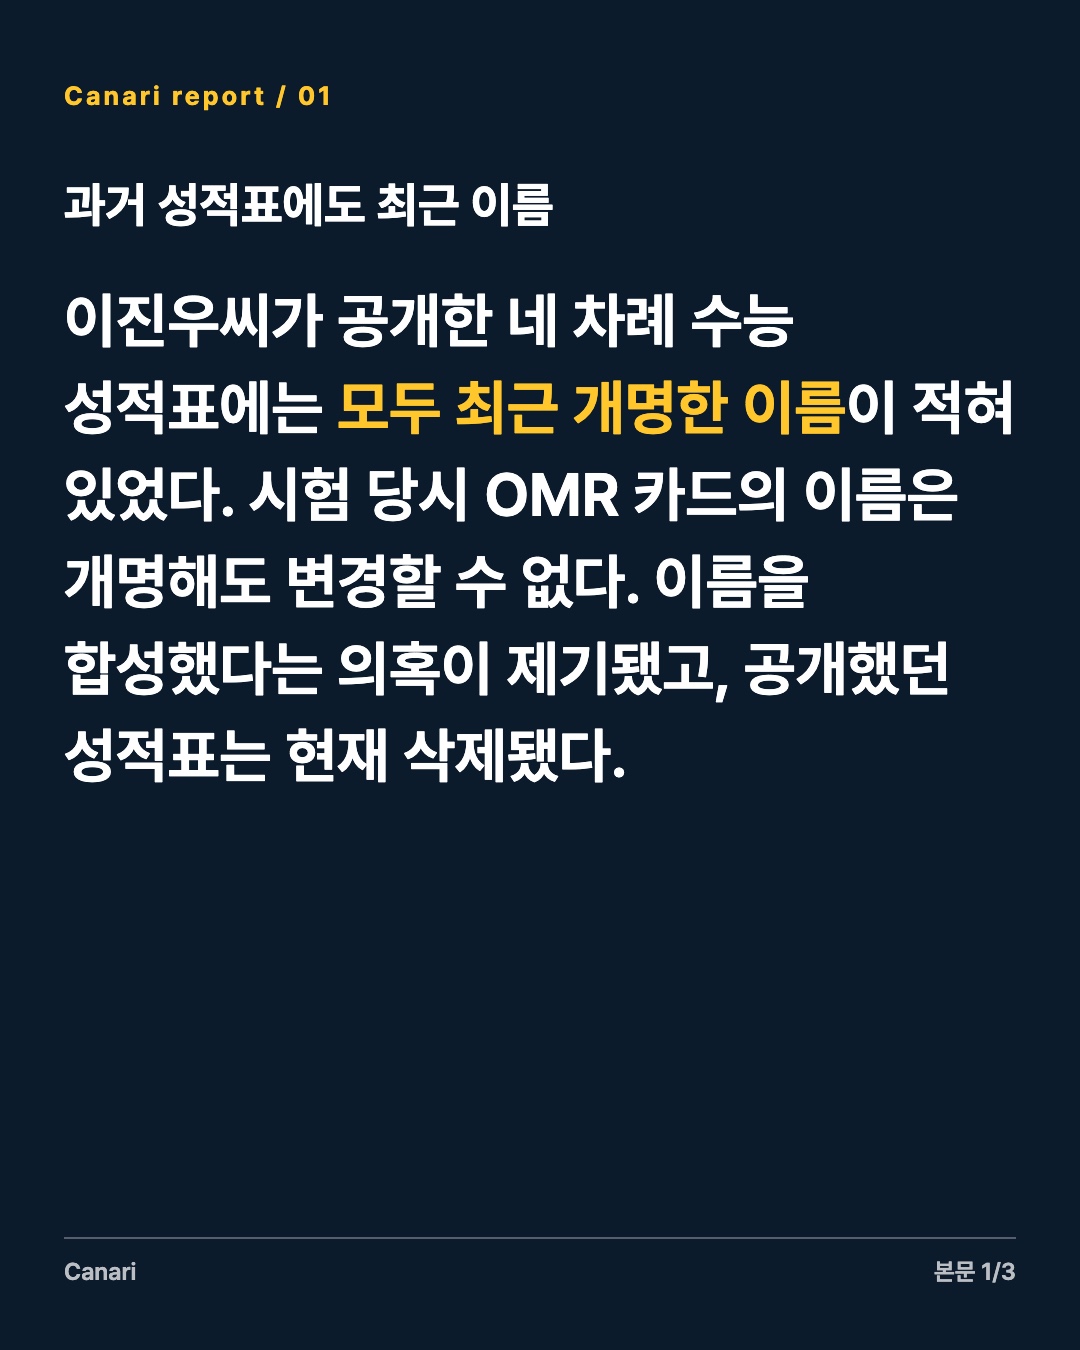 Canari report / 01
과거 성적표에도 최근 이름
이진우씨가 공개한 네 차례 수능
성적표에는 모두 최근 개명한 이름이 적혀
있었다. 시험 당시 OMR 카드의 이름은
개명해도 변경할 수 없다. 이름을
합성했다는 의혹이 제기됐고, 공개했던
성적표는 현재 삭제됐다.
Canari
본문 1/3